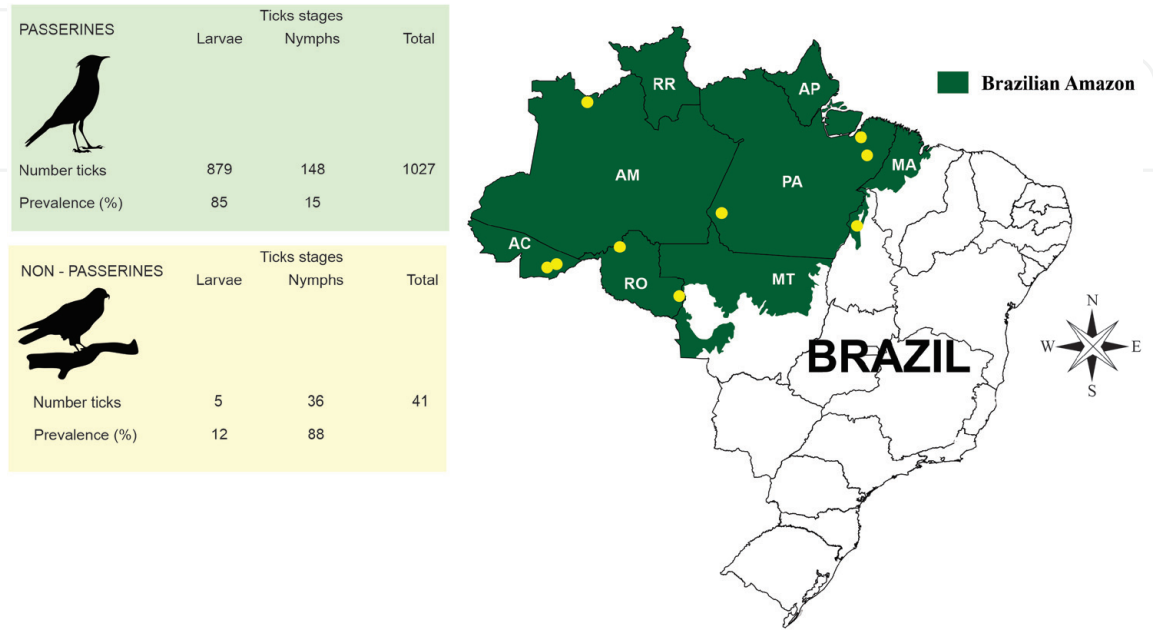 PASSERINES
Ticks stages
Larvae Nymphs Total
Number ticks 879 148 1027
Prevalence (%) 85 15
NON - PASSERINES
Ticks stages
Larvae Nymphs Total
Number ticks 5 36 41
Prevalence (%) 12 88
Brazilian Amazon
RR
AP
AM
PA
MA
AC
RO
MT
BRAZIL
N
W E
S